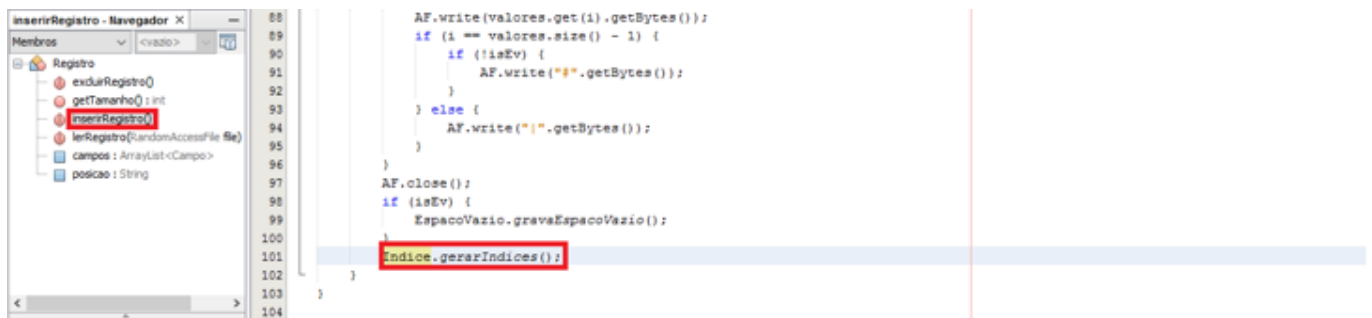 inserirRegistro - Navegador ×
Membros <vazio>
Registro
excluirRegistro()
getTamanho() : int
inserirRegistro()
lerRegistro(RandomAccessFile file)
campos : ArrayList<Campo>
posicao : String
88 AF.write(valores.get(i).getBytes());
89 if (i == valores.size() - 1) {
90 if (!isEv) {
91 AF.write("#".getBytes());
92 }
93 } else {
94 AF.write("|".getBytes());
95 }
96 }
97 AF.close();
98 if (isEv) {
99 EspacoVazio.gravaEspacoVazio();
100 }
101 Indice.gerarIndices();
102 }
103 }
104